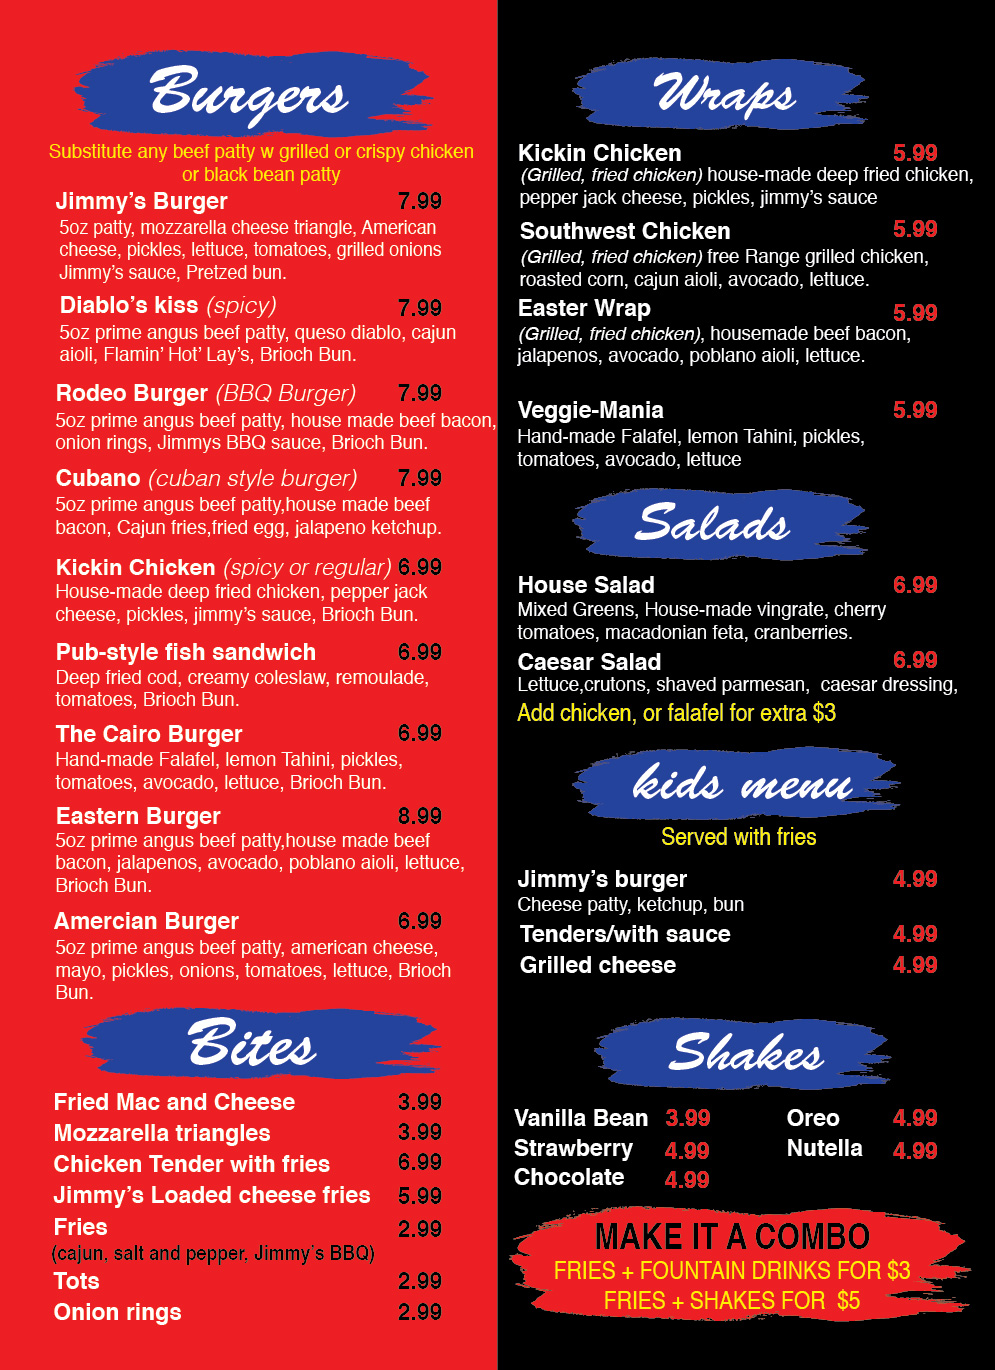 Burgers
Substitute any beef patty w grilled or crispy chicken
or black bean patty
Jimmy's Burger 7.99
5oz patty, mozzarella cheese triangle, American
cheese, pickles, lettuce, tomatoes, grilled onions
Jimmy's sauce, Pretzed bun.
Diablo's kiss (spicy) 7.99
5oz prime angus beef patty, queso diablo, cajun
aioli, Flamin' Hot' Lay's, Brioch Bun.
Rodeo Burger (BBQ Burger) 7.99
5oz prime angus beef patty, house made beef bacon,
onion rings, Jimmys BBQ sauce, Brioch Bun.
Cubano (cuban style burger) 7.99
5oz prime angus beef patty,house made beef
bacon, Cajun fries,fried egg, jalapeno ketchup.
Kickin Chicken (spicy or regular) 6.99
House-made deep fried chicken, pepper jack
cheese, pickles, jimmy's sauce, Brioch Bun.
Pub-style fish sandwich 6.99
Deep fried cod, creamy coleslaw, remoulade,
tomatoes, Brioch Bun.
The Cairo Burger 6.99
Hand-made Falafel, lemon Tahini, pickles,
tomatoes, avocado, lettuce, Brioch Bun.
Eastern Burger 8.99
5oz prime angus beef patty,house made beef
bacon, jalapenos, avocado, poblano aioli, lettuce,
Brioch Bun.
Amercian Burger 6.99
5oz prime angus beef patty, american cheese,
mayo, pickles, onions, tomatoes, lettuce, Brioch
Bun.
Bites
Fried Mac and Cheese 3.99
Mozzarella triangles 3.99
Chicken Tender with fries 6.99
Jimmy's Loaded cheese fries 5.99
Fries 2.99
(cajun, salt and pepper, Jimmy's BBQ)
Tots 2.99
Onion rings 2.99
Wraps
Kickin Chicken 5.99
(Grilled, fried chicken) house-made deep fried chicken,
pepper jack cheese, pickles, jimmy's sauce
Southwest Chicken 5.99
(Grilled, fried chicken) free Range grilled chicken,
roasted corn, cajun aioli, avocado, lettuce.
Easter Wrap 5.99
(Grilled, fried chicken), housemade beef bacon,
jalapenos, avocado, poblano aioli, lettuce.
Veggie-Mania 5.99
Hand-made Falafel, lemon Tahini, pickles,
tomatoes, avocado, lettuce
Salads
House Salad 6.99
Mixed Greens, House-made vingrate, cherry
tomatoes, macadonian feta, cranberries.
Caesar Salad 6.99
Lettuce,crutons, shaved parmesan, caesar dressing,
Add chicken, or falafel for extra $3
kids menu
Served with fries
Jimmy's burger 4.99
Cheese patty, ketchup, bun
Tenders/with sauce 4.99
Grilled cheese 4.99
Shakes
Vanilla Bean 3.99 Oreo 4.99
Strawberry 4.99 Nutella 4.99
Chocolate 4.99
MAKE IT A COMBO
FRIES + FOUNTAIN DRINKS FOR $3
FRIES + SHAKES FOR $5